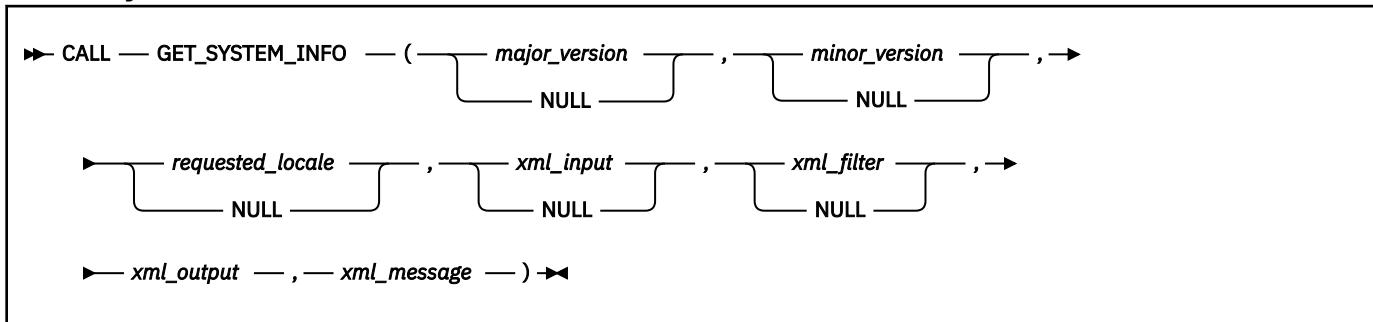 CALL GET_SYSTEM_INFO ( major_version , minor_version ,
NULL NULL
requested_locale , xml_input , xml_filter ,
NULL NULL NULL
xml_output , xml_message )